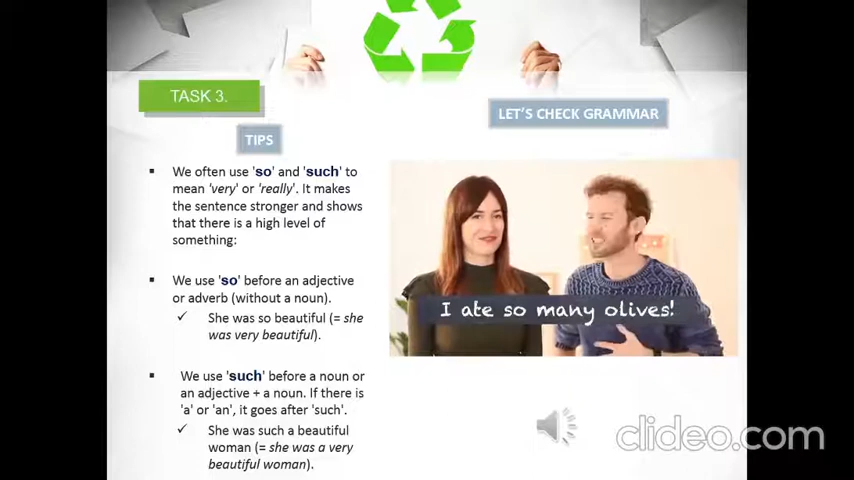 TASK 3.
LET'S CHECK GRAMMAR
TIPS
▪ We often use 'so' and 'such' to
mean 'very' or 'really'. It makes
the sentence stronger and shows
that there is a high level of
something:
▪ We use 'so' before an adjective
or adverb (without a noun).
✓ She was so beautiful (= she
was very beautiful).
▪ We use 'such' before a noun or
an adjective + a noun. If there is
'a' or 'an', it goes after 'such'.
✓ She was such a beautiful
woman (= she was a very
beautiful woman).
I ate so many olives!
clideo.com